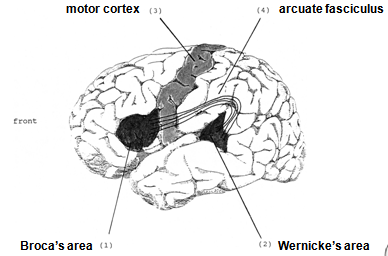 motor cortex (3) (4) arcuate fasciculus
front
Broca's area (1) (2) Wernicke's area